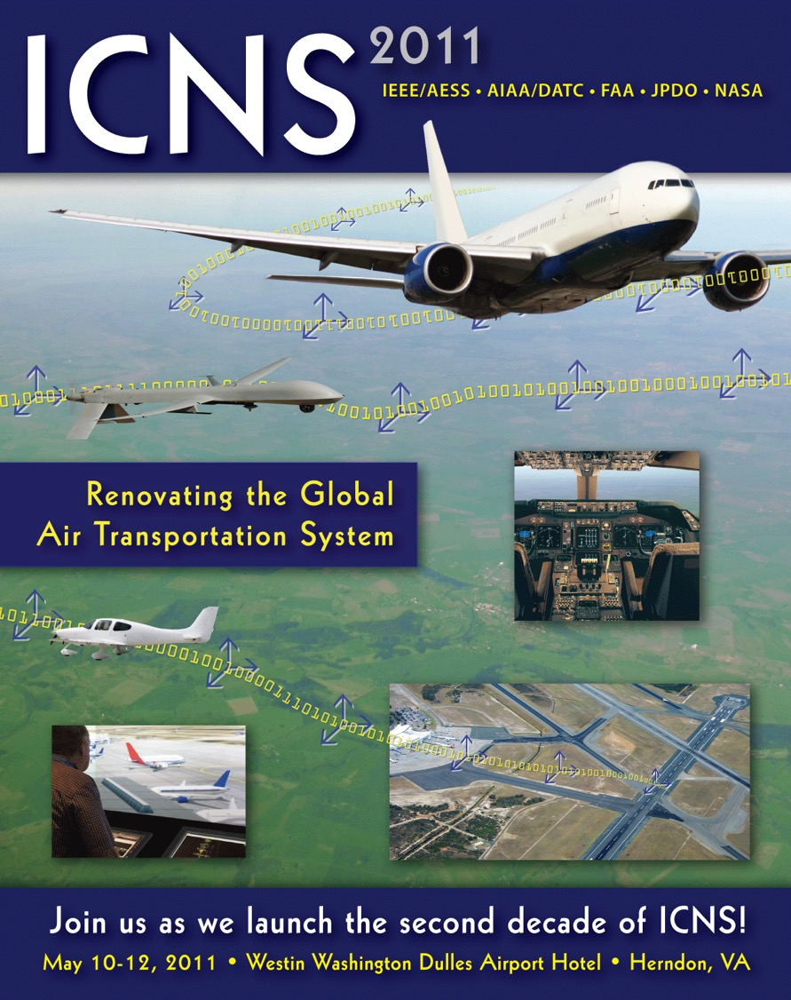 ICNS 2011
IEEE/AESS • AIAA/DATC • FAA • JPDO • NASA
Renovating the Global
Air Transportation System
Join us as we launch the second decade of ICNS!
May 10-12, 2011 • Westin Washington Dulles Airport Hotel • Herndon, VA